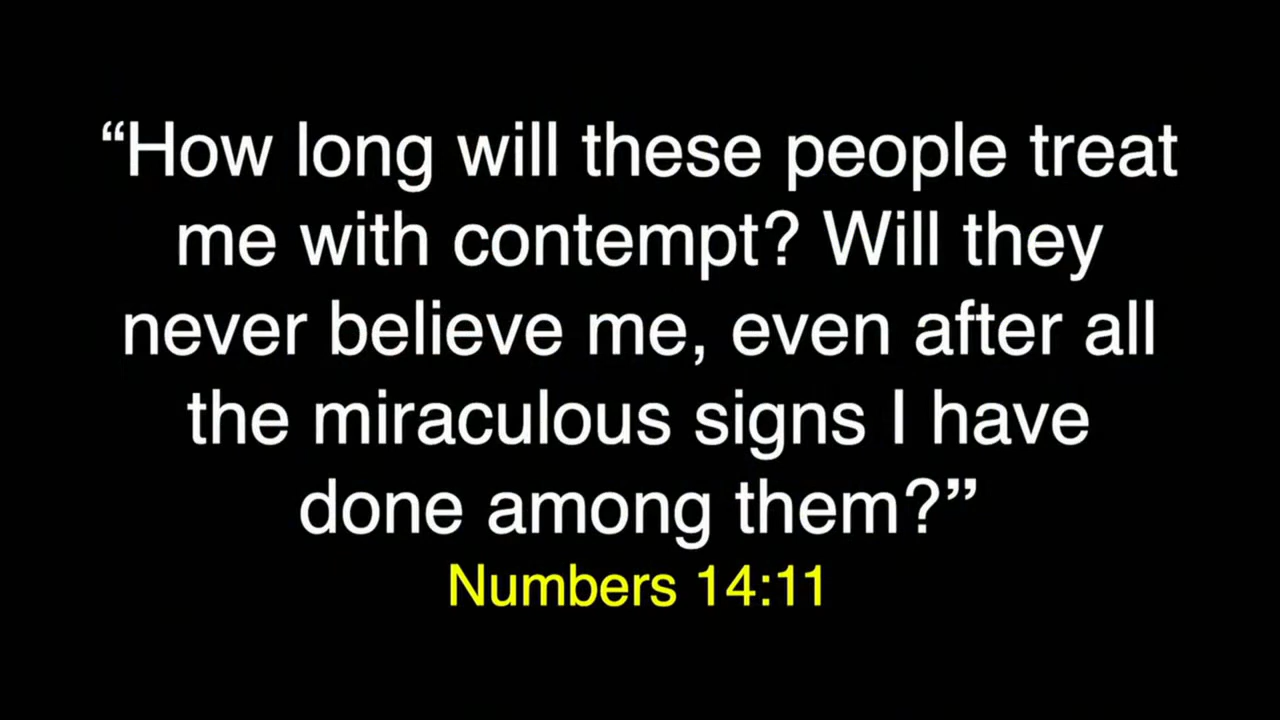 “How long will these people treat
me with contempt? Will they
never believe me, even after all
the miraculous signs I have
done among them?”
Numbers 14:11